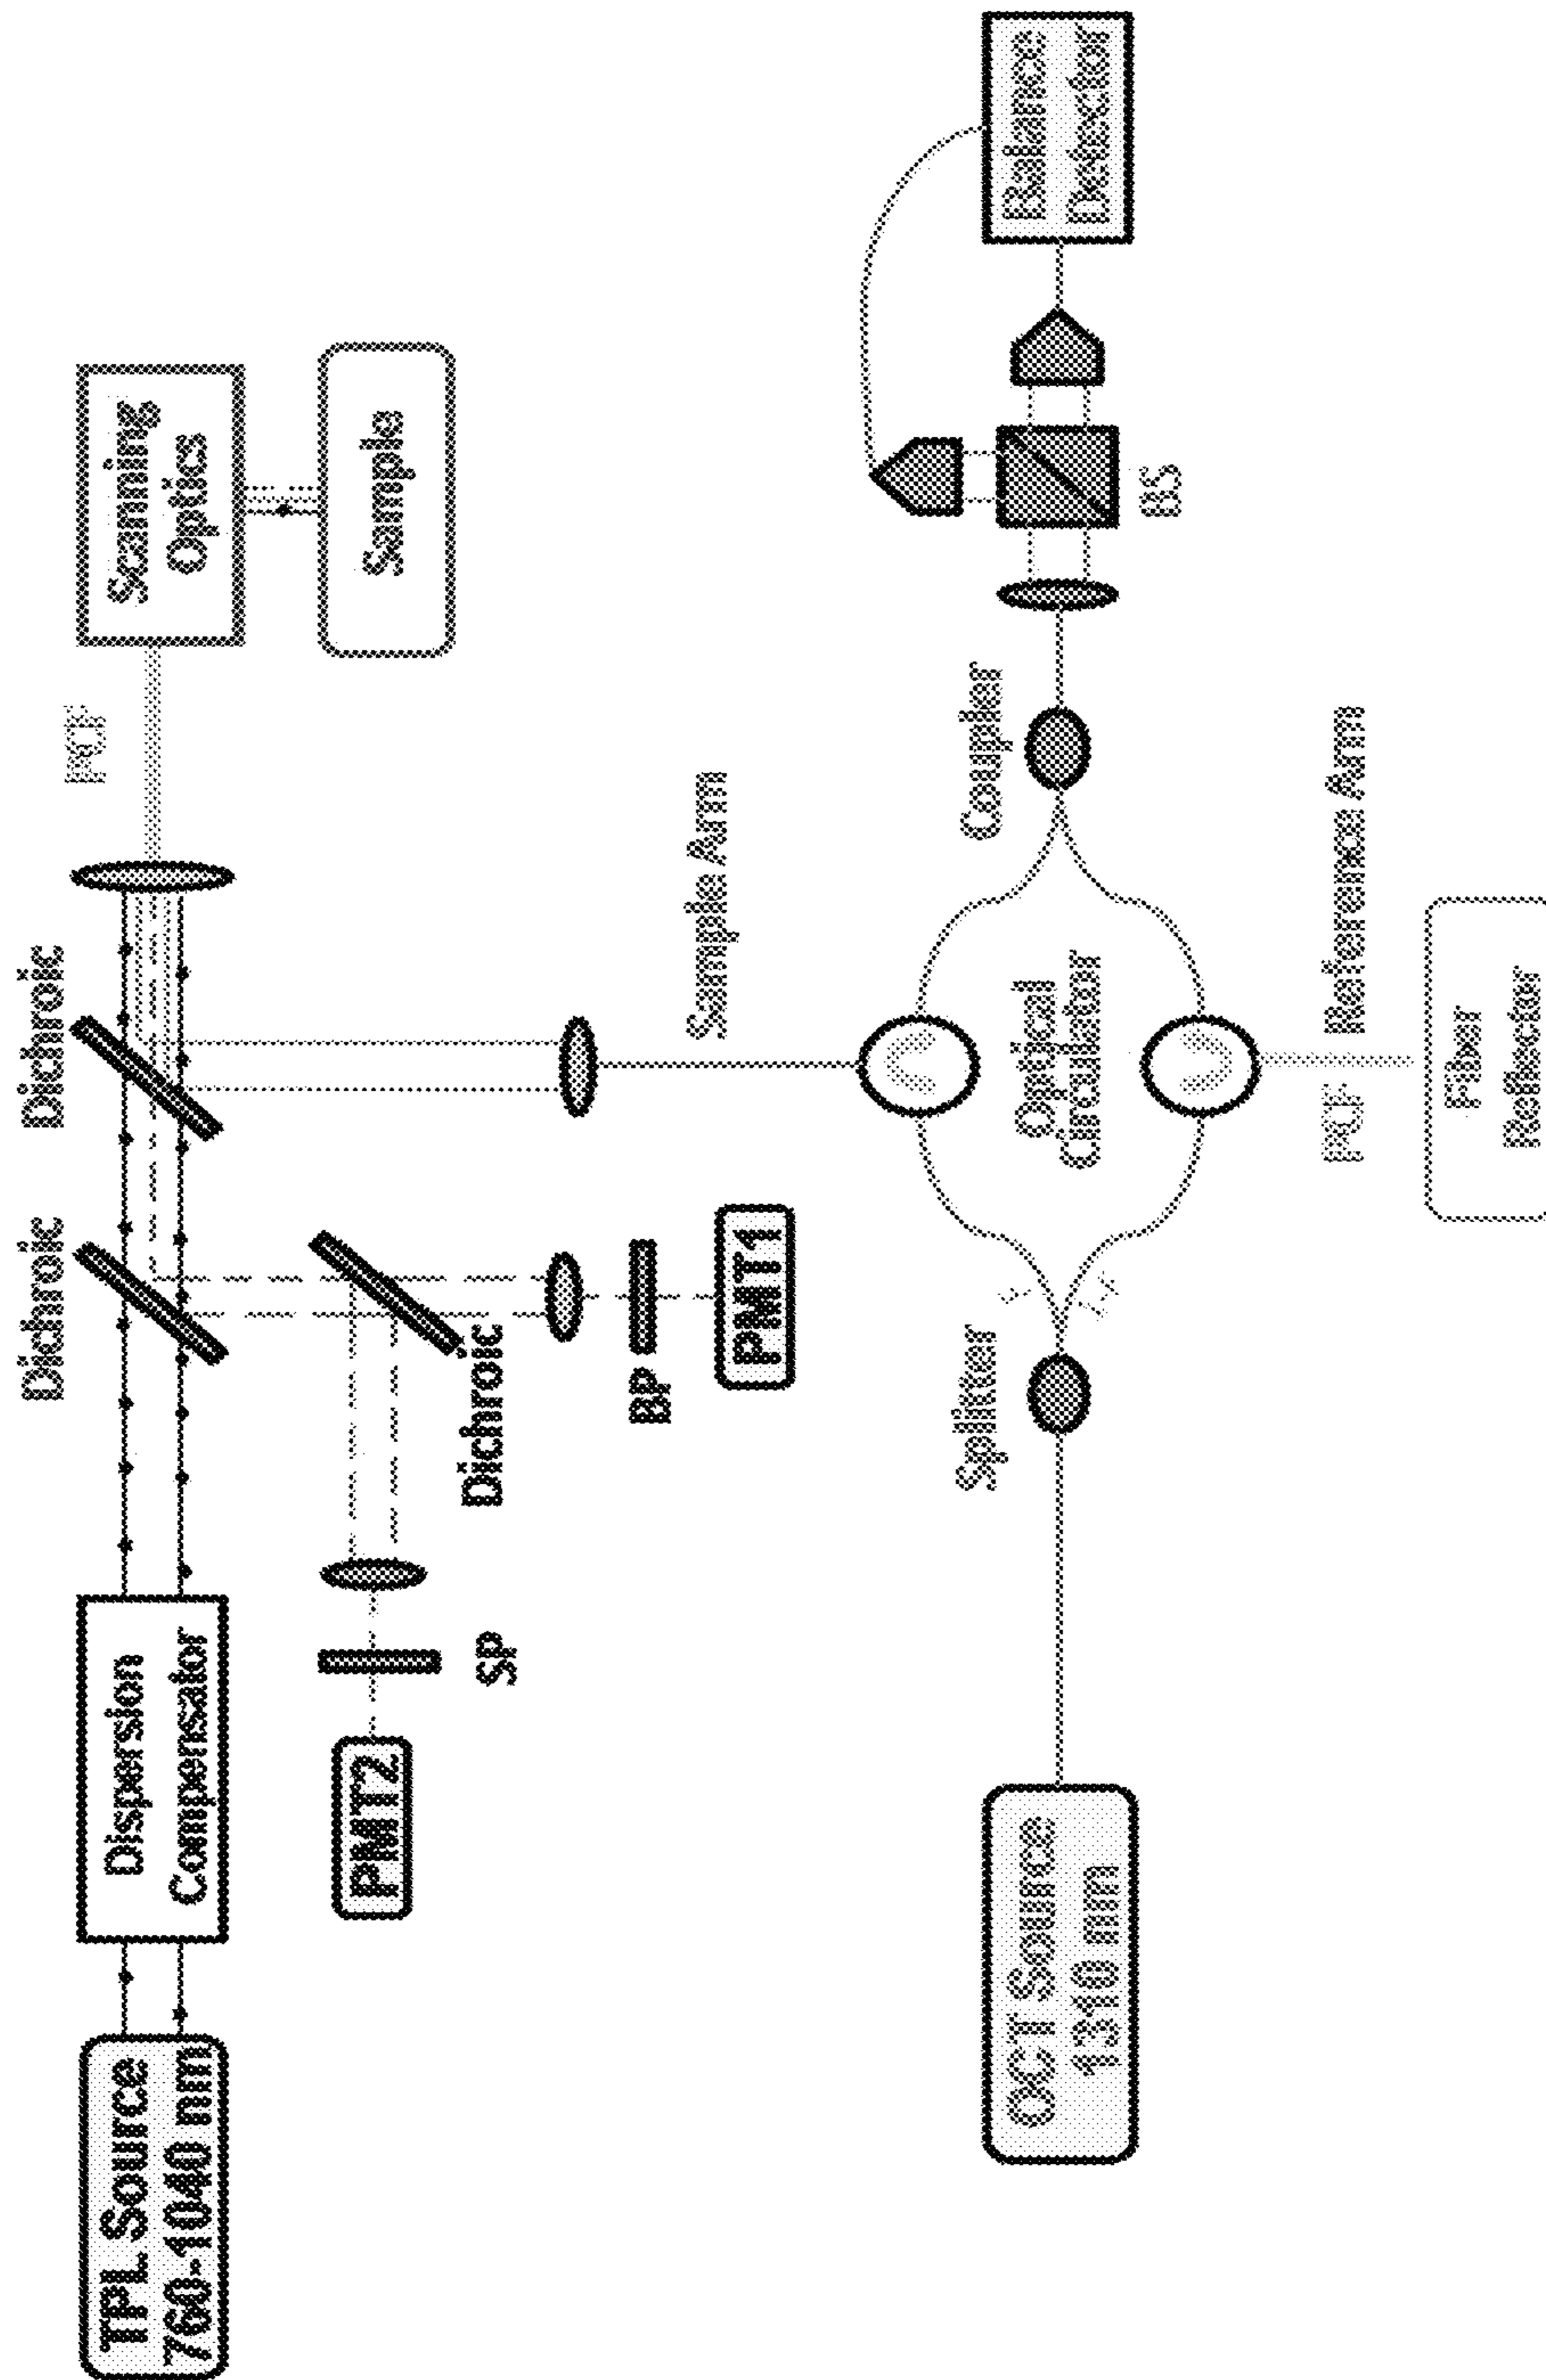 TPL Source
760-1040 nm
Dispersion
Compensator
Dichroic
Dichroic
PCF
Scanning
Optics
Sample
PMT2
SP
Dichroic
BP
PMT1
Sample Arm
OCT Source
1310 nm
Splitter
Optical
Circulator
Coupler
BS
Balance
Detector
PCF
Reference Arm
Fiber
Reflector